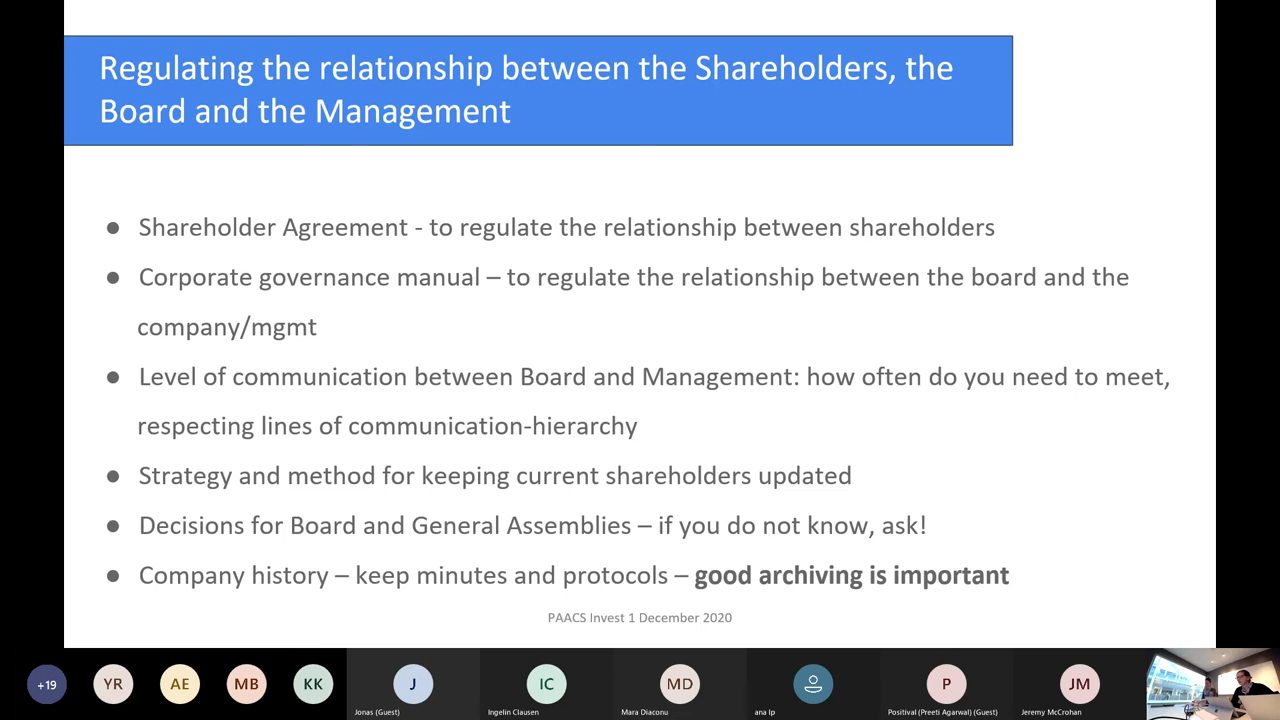 Regulating the relationship between the Shareholders, the
Board and the Management
● Shareholder Agreement - to regulate the relationship between shareholders
● Corporate governance manual – to regulate the relationship between the board and the
company/mgmt
● Level of communication between Board and Management: how often do you need to meet,
respecting lines of communication-hierarchy
● Strategy and method for keeping current shareholders updated
● Decisions for Board and General Assemblies – if you do not know, ask!
● Company history – keep minutes and protocols – good archiving is important
PAACS Invest 1 December 2020
+19 YR AE MB KK J IC MD P JM
Jonas (Guest) Ingelin Clausen Mara Diaconu ana lp Positival (Preeti Agarwal) (Guest) Jeremy McCrohan